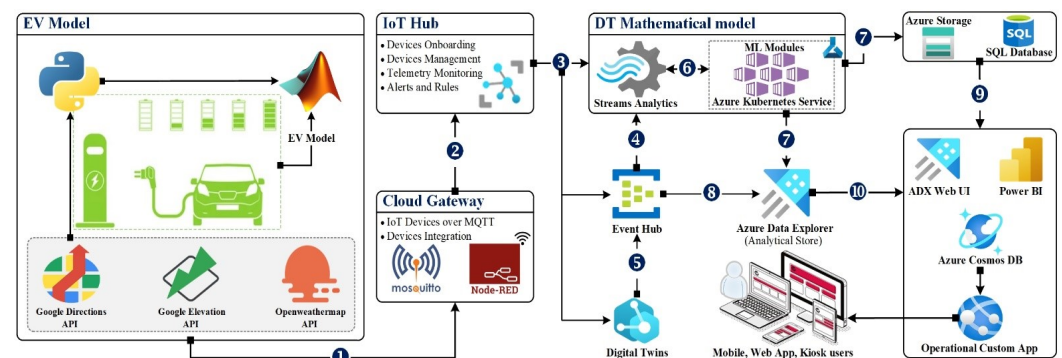 EV Model
EV Model
Google Directions
API
Google Elevation
API
Openweathermap
API
1
IoT Hub
• Devices Onboarding
• Devices Management
• Telemetry Monitoring
• Alerts and Rules
2
Cloud Gateway
• IoT Devices over MQTT
• Devices Integration
mosquitto
Node-RED
3
DT Mathematical model
Streams Analytics
6
ML Modules
Azure Kubernetes Service
7
Azure Storage
SQL
SQL Database
4
7
9
Event Hub
8
Azure Data Explorer
(Analytical Store)
10
ADX Web UI
Power BI
5
Azure Cosmos DB
Digital Twins
Mobile, Web App, Kiosk users
Operational Custom App